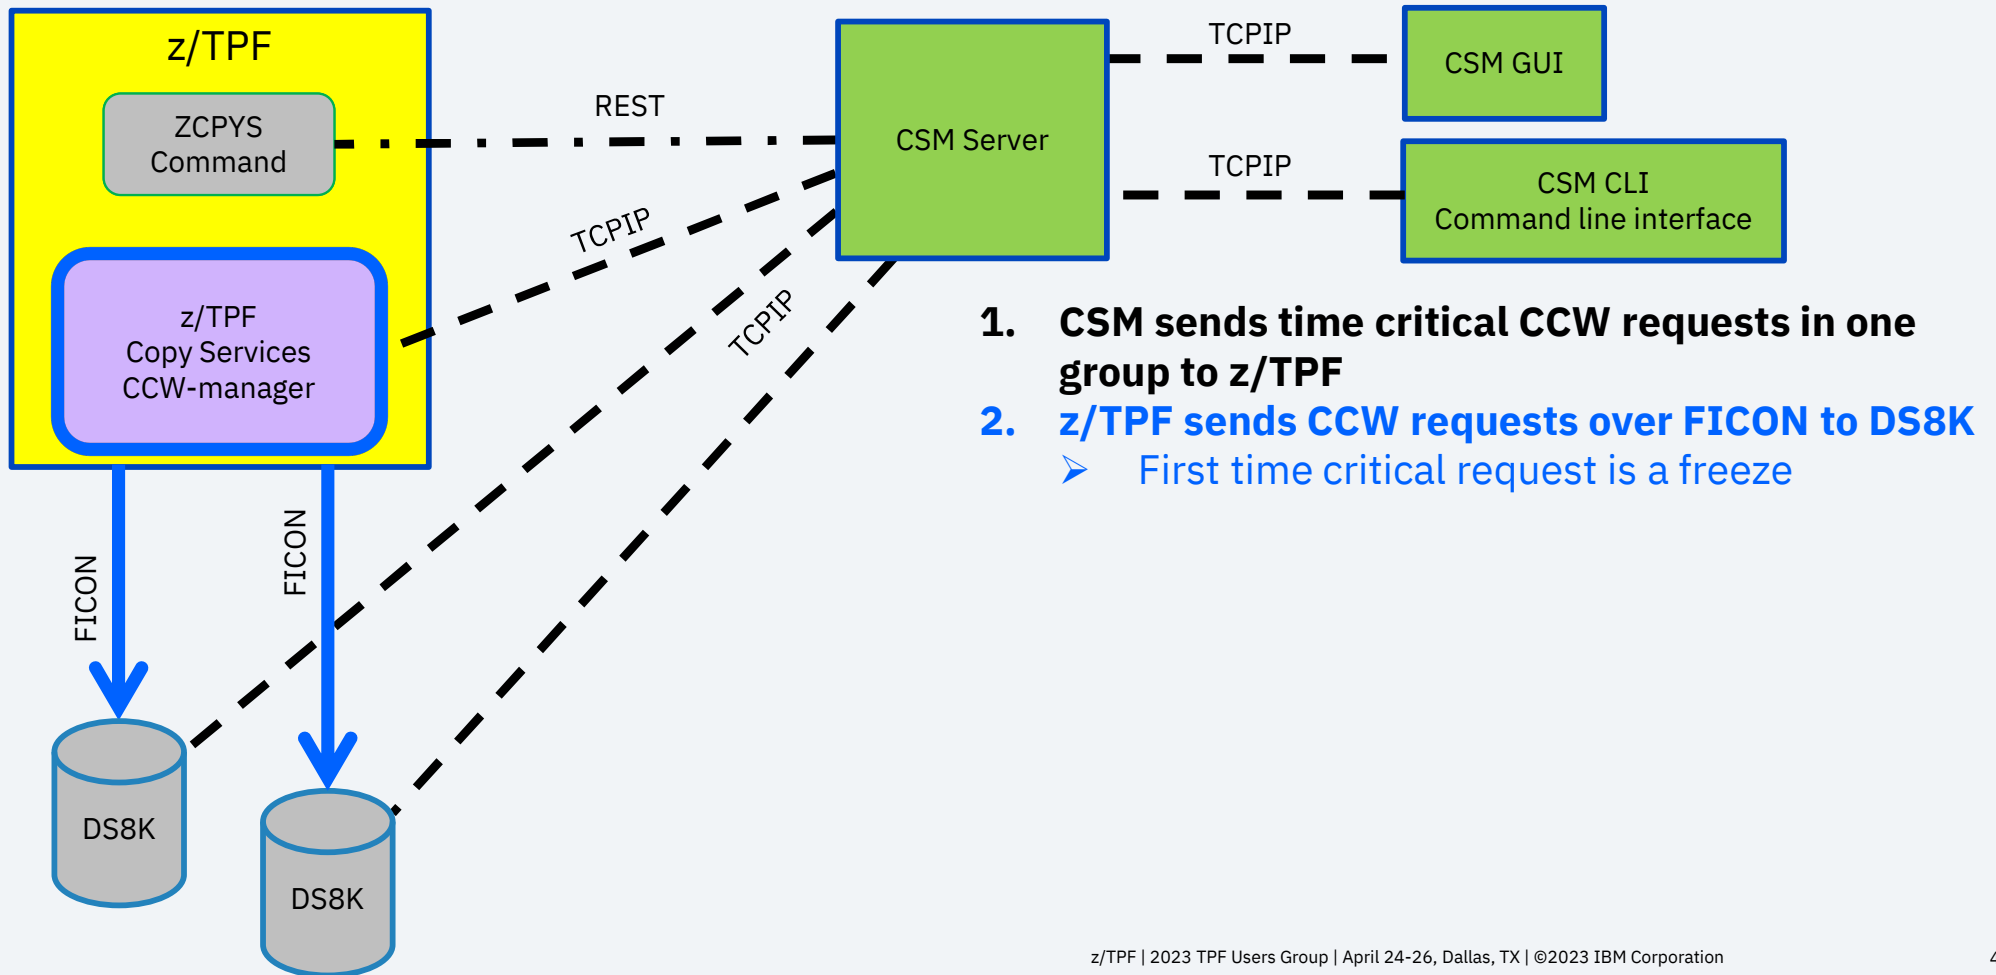 z/TPF
ZCPYS
Command
z/TPF
Copy Services
CCW-manager
REST
TCPIP
TCPIP
CSM Server
TCPIP
CSM GUI
TCPIP
CSM CLI
Command line interface
1. CSM sends time critical CCW requests in one
group to z/TPF
2. z/TPF sends CCW requests over FICON to DS8K
➢ First time critical request is a freeze
FICON
FICON
DS8K
DS8K
z/TPF | 2023 TPF Users Group | April 24-26, Dallas, TX | ©2023 IBM Corporation